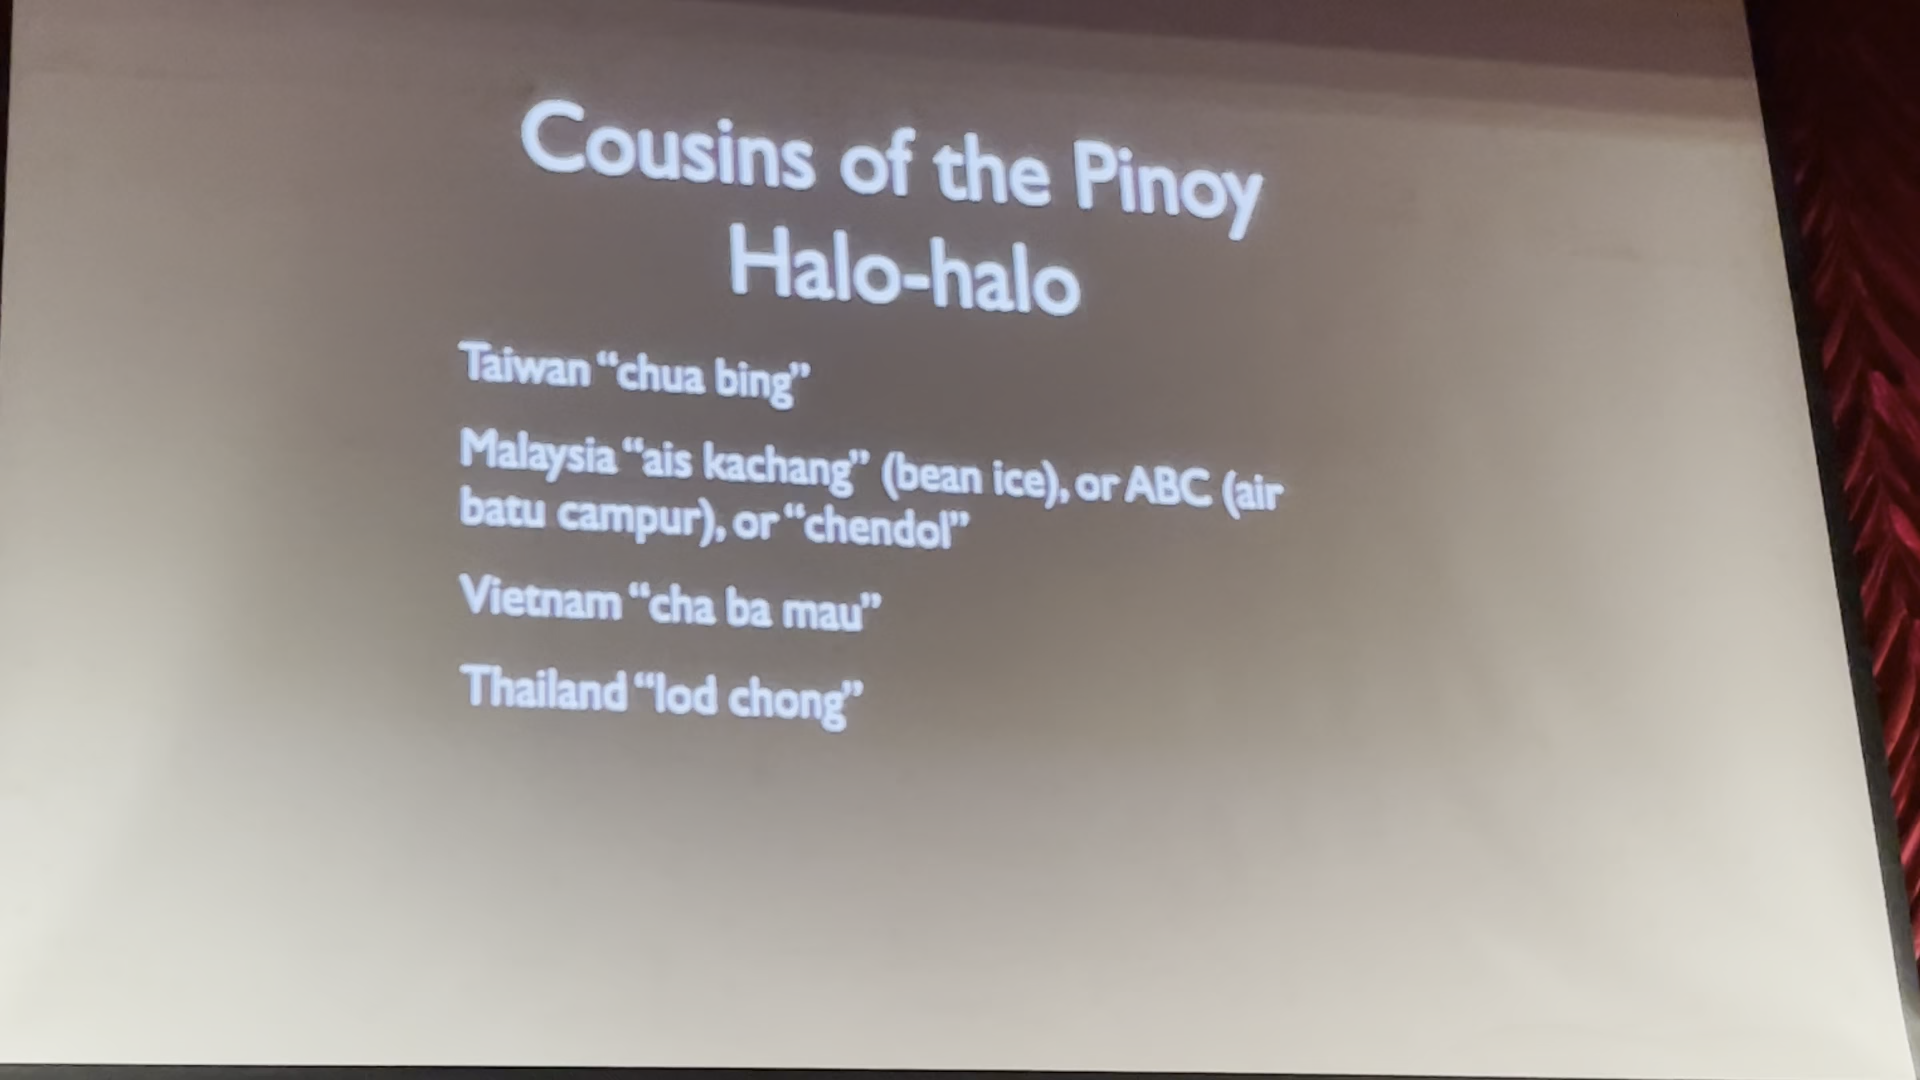 Cousins of the Pinoy
Halo-halo
Taiwan “chua bing”
Malaysia “ais kachang” (bean ice), or ABC (air
batu campur), or “chendol”
Vietnam “cha ba mau”
Thailand “lod chong”